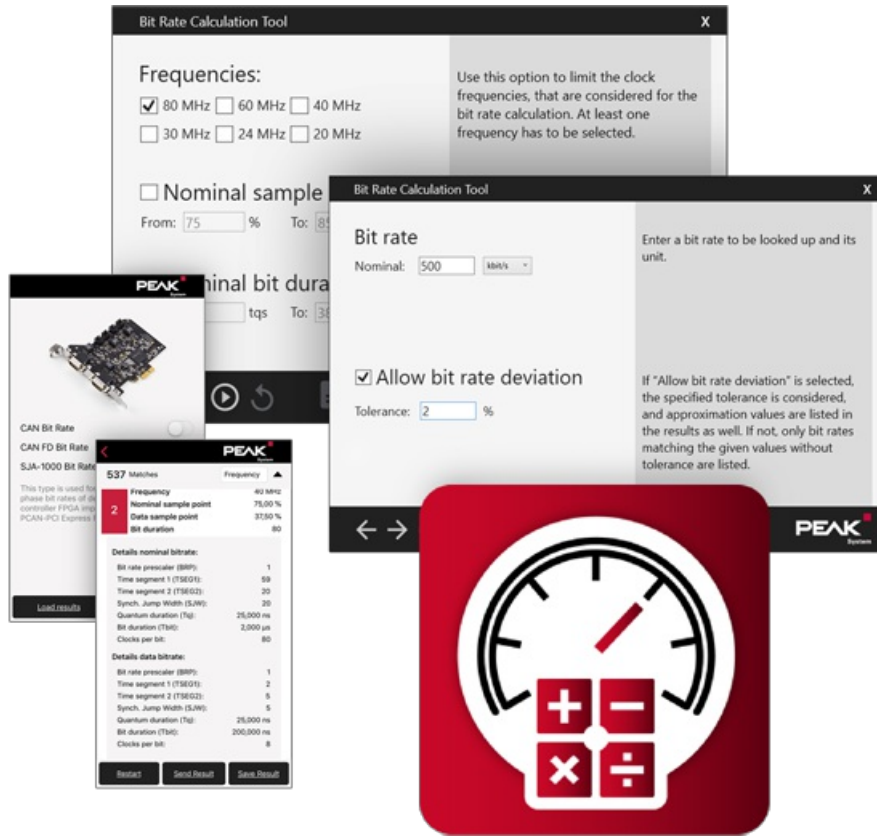 Bit Rate Calculation Tool
X
Frequencies:
80 MHz 60 MHz 40 MHz
30 MHz 24 MHz 20 MHz
Use this option to limit the clock
frequencies, that are considered for the
bit rate calculation. At least one
frequency has to be selected.
Nominal sample
From: 75 % To:
tqs To:
Bit Rate Calculation Tool
X
Bit rate
Nominal: 500 kbit/s
Enter a bit rate to be looked up and its
unit.
Allow bit rate deviation
Tolerance: 2 %
If "Allow bit rate deviation" is selected,
the specified tolerance is considered,
and approximation values are listed in
the results as well. If not, only bit rates
matching the given values without
tolerance are listed.
PEAK
System
PEAK
System
CAN Bit Rate
CAN FD Bit Rate
SJA-1000 Bit Rate
This type is used for
phase bit rates of de
controller FPGA imp
PCAN-PCI Express
Load results
PEAK
System
537 Matches Frequency
2
Frequency 40 MHz
Nominal sample point 75,00 %
Data sample point 37,50 %
Bit duration 80
Details nominal bitrate:
Bit rate prescaler (BRP): 1
Time segment 1 (TSEG1): 59
Time segment 2 (TSEG2): 20
Synch. Jump Width (SJW): 20
Quantum duration (Tq): 25,000 ns
Bit duration (Tbit): 2,000 µs
Clocks per bit: 80
Details data bitrate:
Bit rate prescaler (BRP): 1
Time segment 1 (TSEG1): 2
Time segment 2 (TSEG2): 5
Synch. Jump Width (SJW): 5
Quantum duration (Tq): 25,000 ns
Bit duration (Tbit): 200,000 ns
Clocks per bit: 8
Restart Send Result Save Result